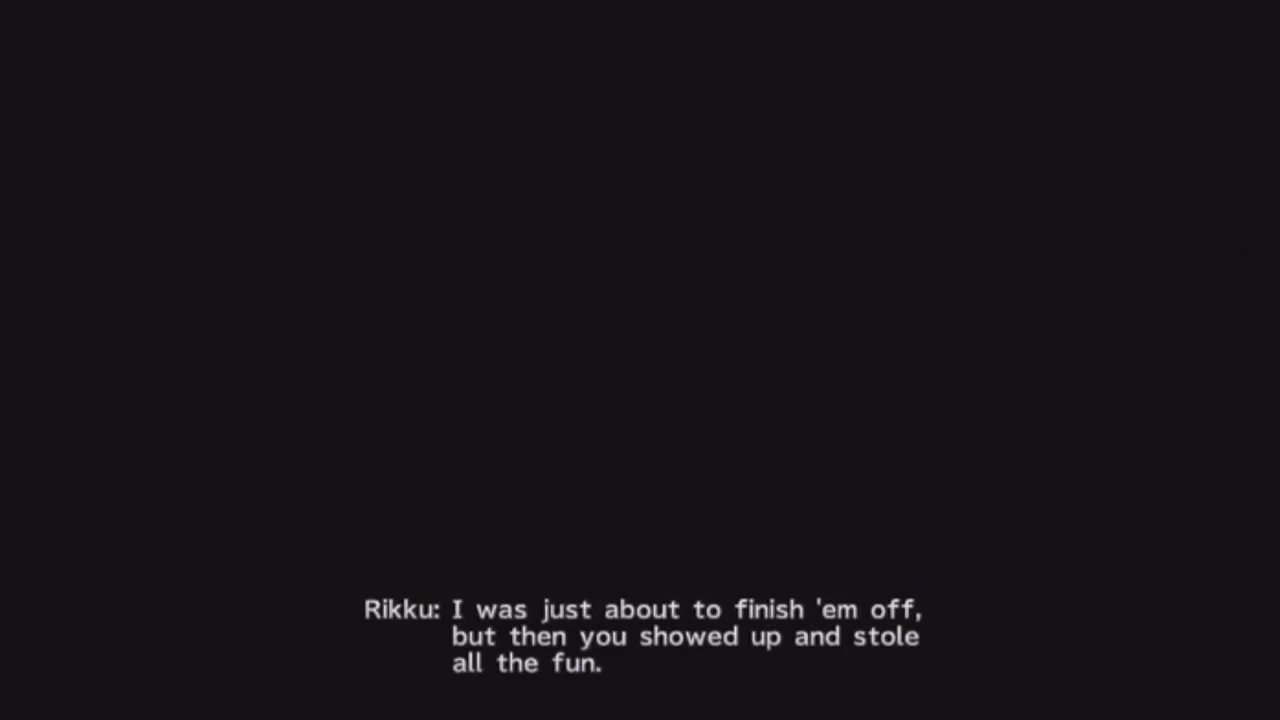 Rikku: I was just about to finish 'em off,
but then you showed up and stole
all the fun.